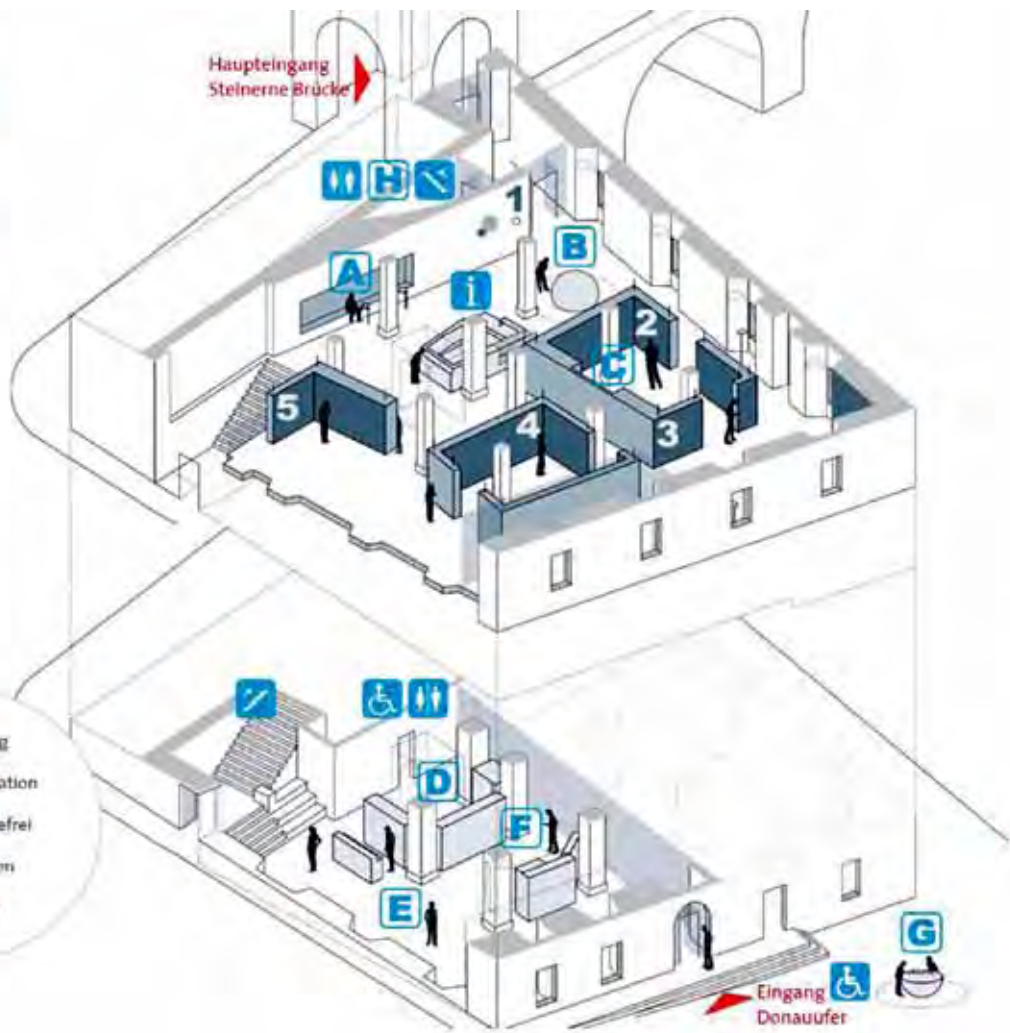 Haupteingang
Steinerne Brücke
H
1
B
A
i
2
C
5
4
3
D
F
E
G
Eingang
Donauufer